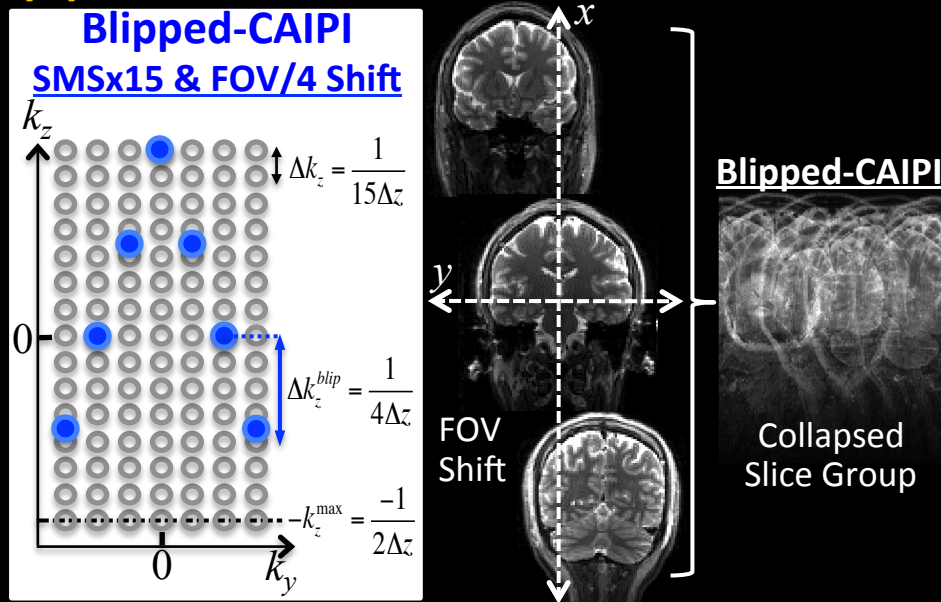 Blipped-CAIPI
SMSx15 & FOV/4 Shift
k_z
Δk_z = 1/(15Δz)
0
Δk_z^{blip} = 1/(4Δz)
-k_z^{max} = -1/(2Δz)
0
k_y
x
y
FOV
Shift
Blipped-CAIPI
Collapsed
Slice Group